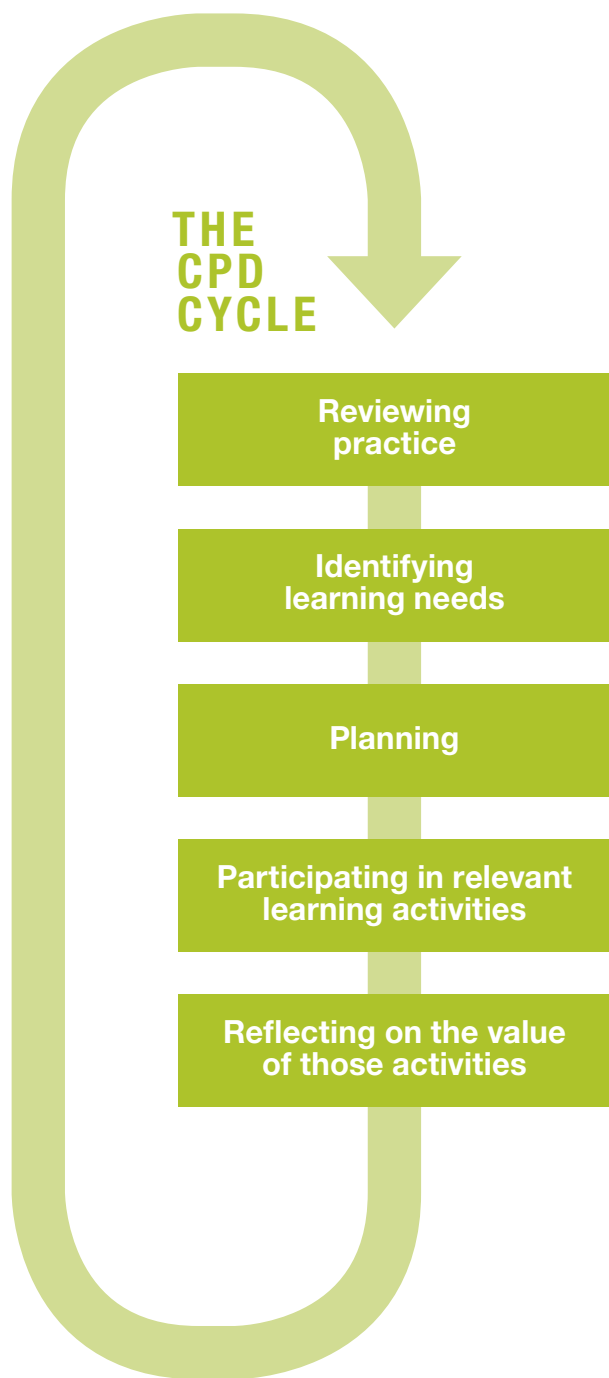 THE
CPD
CYCLE
Reviewing
practice
Identifying
learning needs
Planning
Participating in relevant
learning activities
Reflecting on the value
of those activities